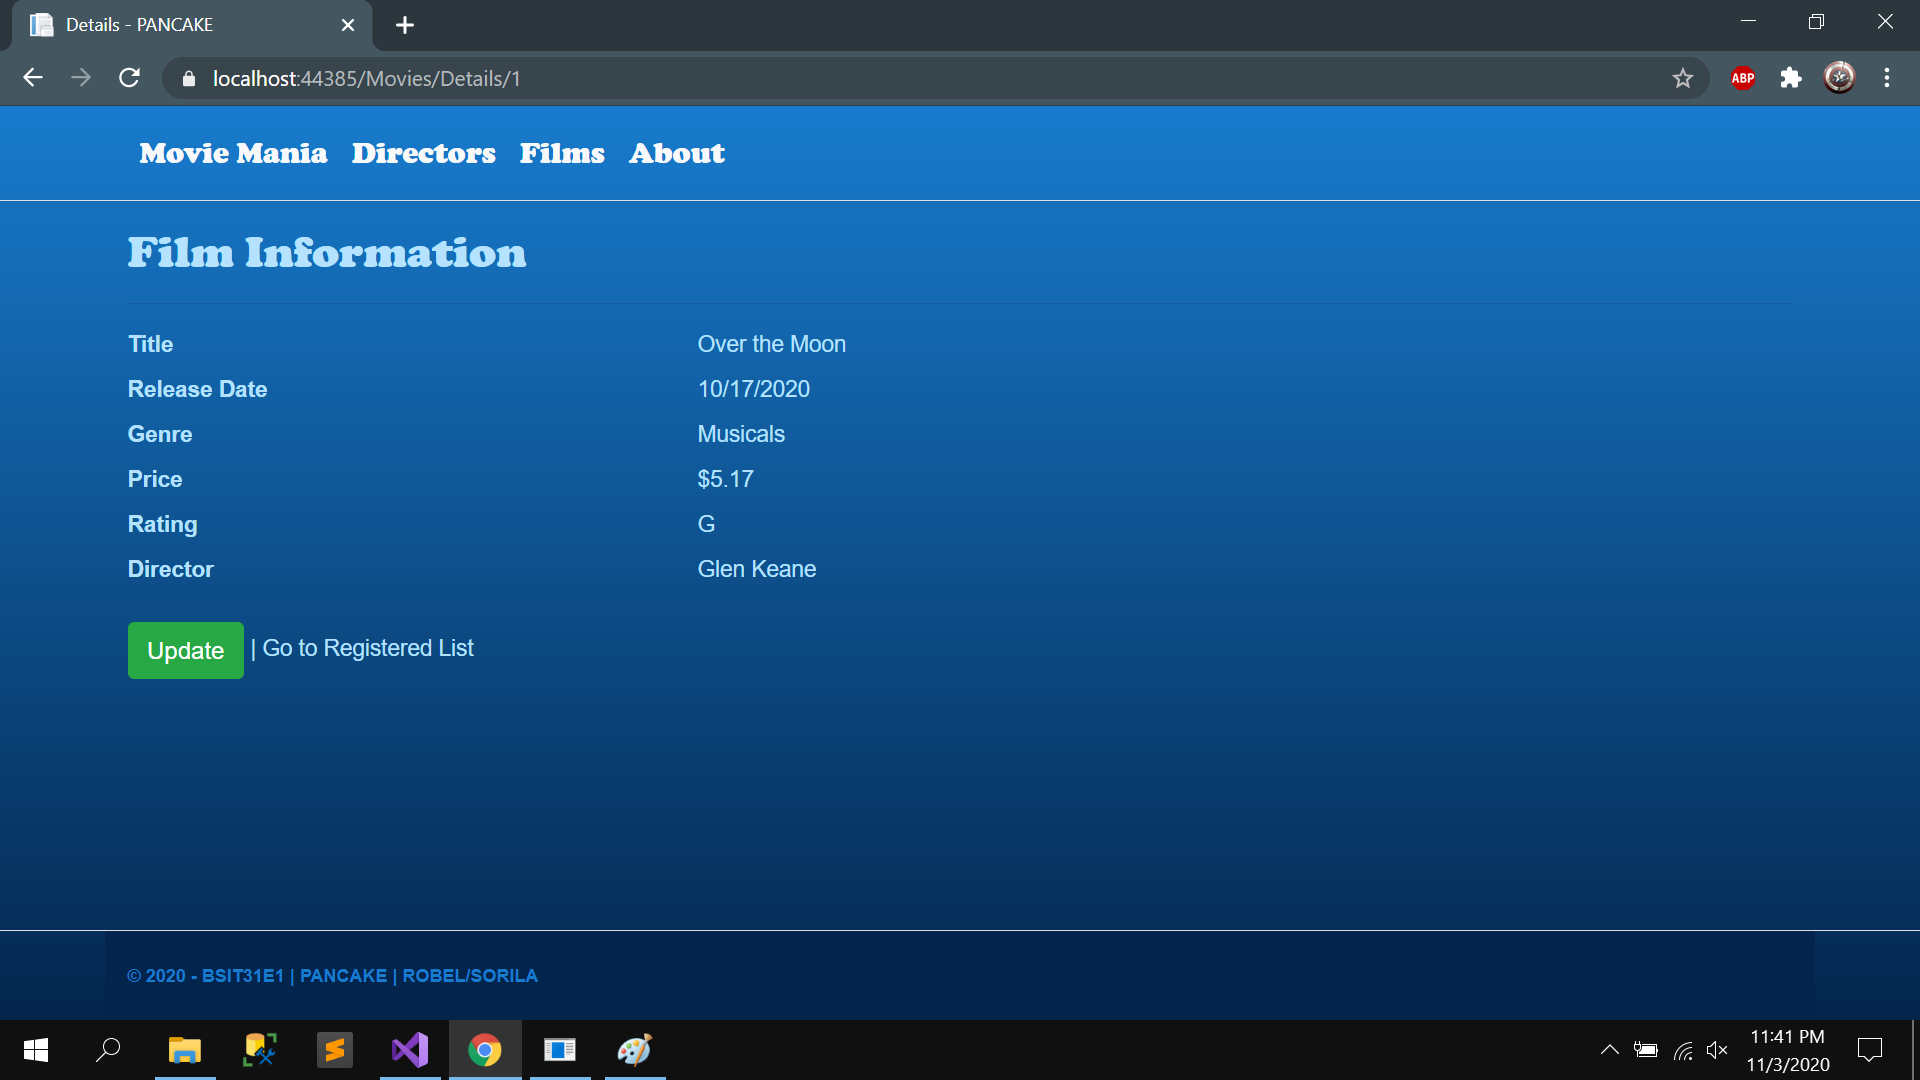 Details - PANCAKE
localhost:44385/Movies/Details/1
ABP
Movie Mania Directors Films About
Film Information
Title Over the Moon
Release Date 10/17/2020
Genre Musicals
Price $5.17
Rating G
Director Glen Keane
Update | Go to Registered List
© 2020 - BSIT31E1 | PANCAKE | ROBEL/SORILA
11:41 PM
11/3/2020